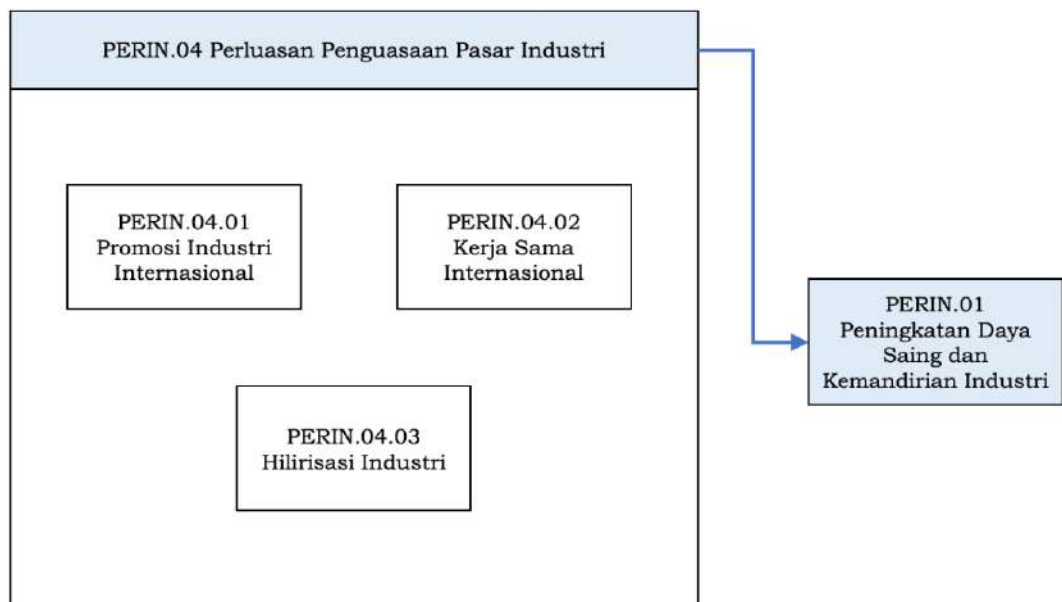 PERIN.04 Perluasan Penguasaan Pasar Industri
PERIN.04.01
Promosi Industri
Internasional
PERIN.04.02
Kerja Sama
Internasional
PERIN.01
Peningkatan Daya
Saing dan
Kemandirian Industri
PERIN.04.03
Hilirisasi Industri